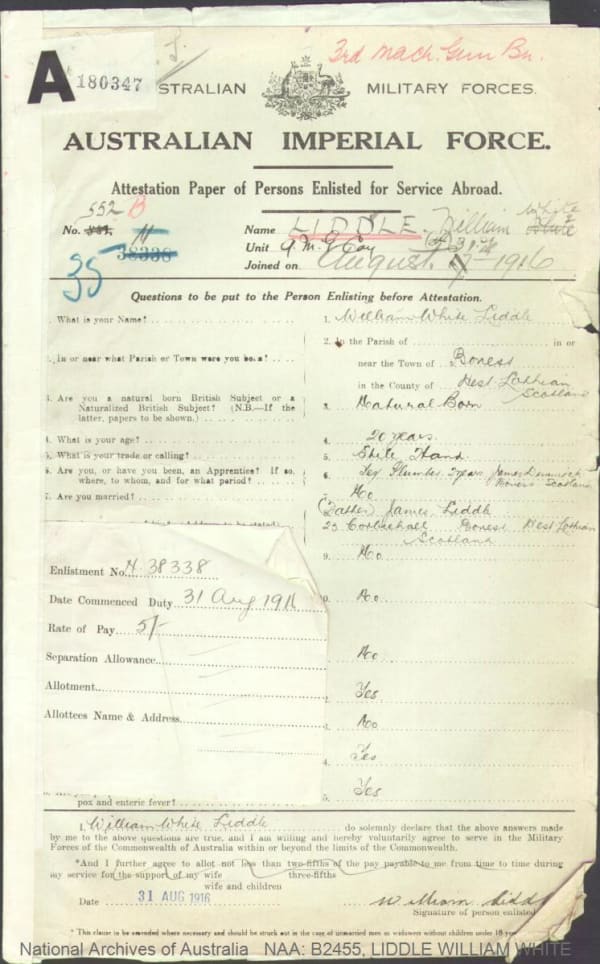 3rd Mach. Gun Bn.
A 180347
STRALIAN MILITARY FORCES.
AUSTRALIAN IMPERIAL FORCE.
Attestation Paper of Persons Enlisted for Service Abroad.
552 B
No. N Name LIDDLE, William White
38338 Unit M. G Coy
35 Joined on August 1916
Questions to be put to the Person Enlisting before Attestation.
1. What is your Name? 1. William White Liddle
2. In the Parish of in or
2. In or near what Parish or Town were you born? near the Town of Boness
in the County of West Lothian
Scotland
3. Are you a natural born British Subject or a 3. Natural Born
Naturalized British Subject? (N.B.—If the
latter, papers to be shown.)
4. What is your age? 4. 20 years.
5. What is your trade or calling? 5. Hand
6. Are you, or have you been, an Apprentice? If so, 6. Yes Plumber years James
where, to whom, and for what period? Boness Scotland
7. Are you married? 7. No
(Father) James Liddle
23 Corbiehall Boness West Lothian
Scotland
9. No
Enlistment No. N 38338
Date Commenced Duty 31 Aug 1916 No
Rate of Pay 5/-
Separation Allowance No
Allotment Yes
Allottees Name & Address No
4. Yes
5. Yes
pox and enteric fever?
I, William White Liddle do solemnly declare that the above answers made
by me to the above questions are true, and I am willing and hereby voluntarily agree to serve in the Military
Forces of the Commonwealth of Australia within or beyond the limits of the Commonwealth.
*And I further agree to allot not less than two-fifths of the pay payable to me from time to time during
three-fifths
my service for the support of my wife
wife and children
Date 31 AUG 1916 William Liddle
Signature of person enlisted
* This clause to be amended where necessary and should be struck out in the case of unmarried men or widowers without children under 18
National Archives of Australia NAA: B2455, LIDDLE WILLIAM WHITE